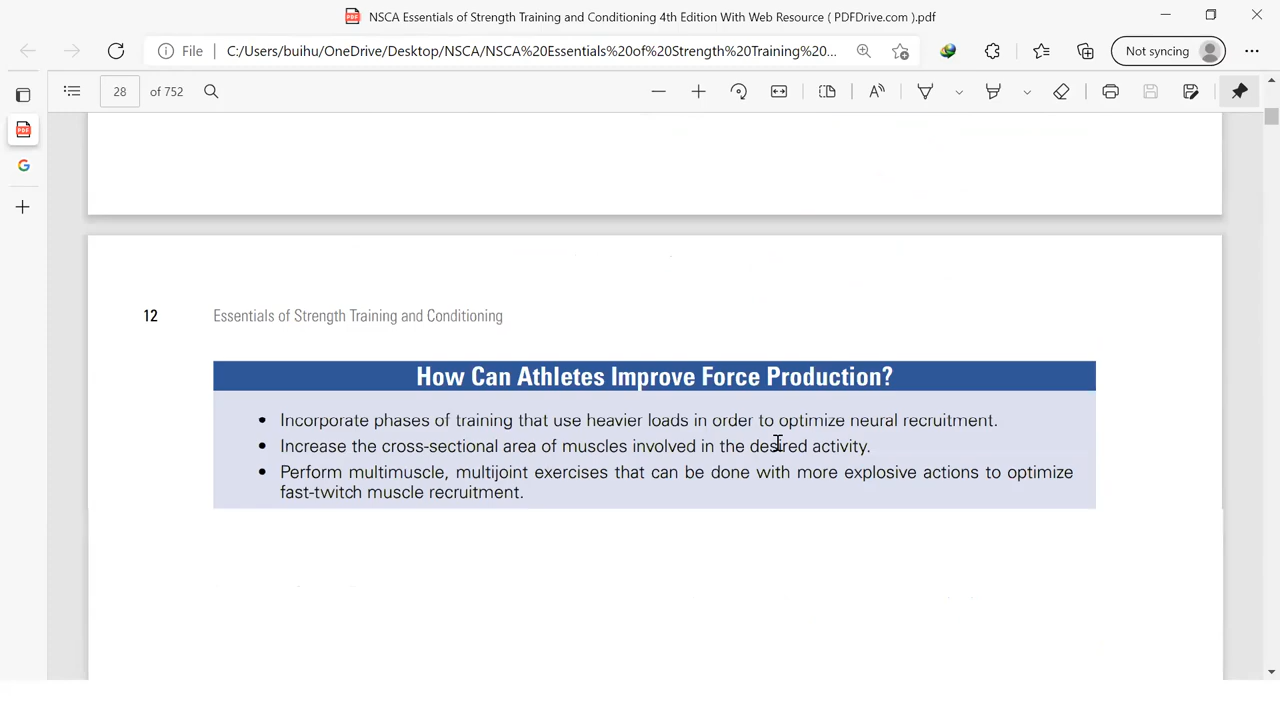 NSCA Essentials of Strength Training and Conditioning 4th Edition With Web Resource ( PDFDrive.com ).pdf
File C:/Users/buihu/OneDrive/Desktop/NSCA/NSCA%20Essentials%20of%20Strength%20Training%20... Not syncing
28 of 752
12 Essentials of Strength Training and Conditioning
How Can Athletes Improve Force Production?
• Incorporate phases of training that use heavier loads in order to optimize neural recruitment.
• Increase the cross-sectional area of muscles involved in the desired activity.
• Perform multimuscle, multijoint exercises that can be done with more explosive actions to optimize
fast-twitch muscle recruitment.